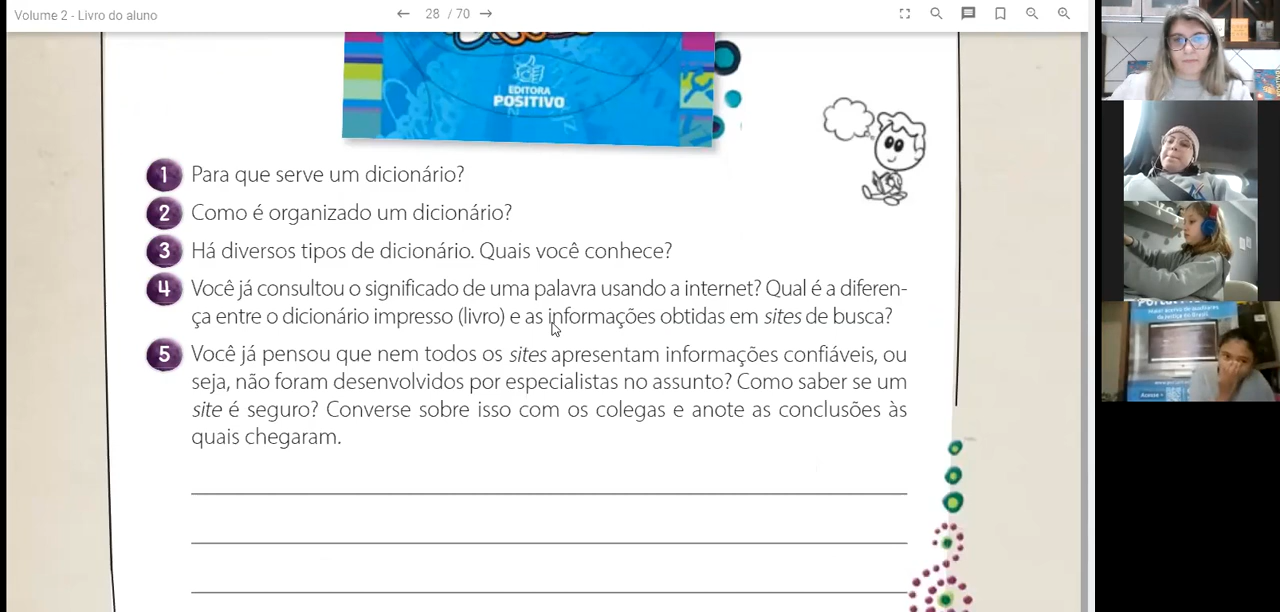 Volume 2 - Livro do aluno
28 / 70
EDITORA
POSITIVO
1 Para que serve um dicionário?
2 Como é organizado um dicionário?
3 Há diversos tipos de dicionário. Quais você conhece?
4 Você já consultou o significado de uma palavra usando a internet? Qual é a diferen-
ça entre o dicionário impresso (livro) e as informações obtidas em sites de busca?
5 Você já pensou que nem todos os sites apresentam informações confiáveis, ou
seja, não foram desenvolvidos por especialistas no assunto? Como saber se um
site é seguro? Converse sobre isso com os colegas e anote as conclusões às
quais chegaram.